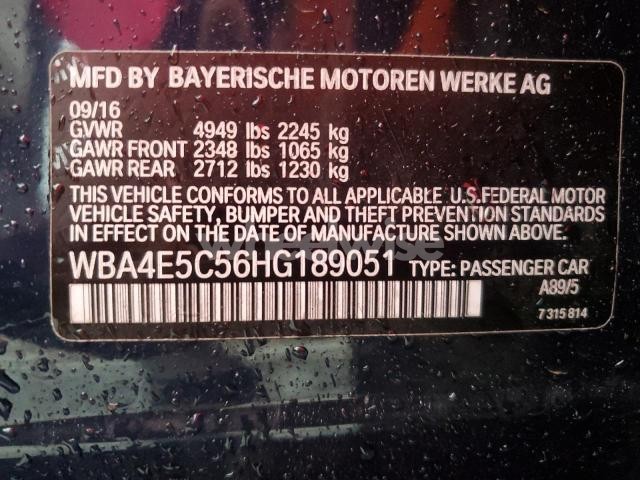 MFD BY BAYERISCHE MOTOREN WERKE AG
09/16
GVWR 4949 lbs 2245 kg
GAWR FRONT 2348 lbs 1065 kg
GAWR REAR 2712 lbs 1230 kg
THIS VEHICLE CONFORMS TO ALL APPLICABLE U.S.FEDERAL MOTOR
VEHICLE SAFETY, BUMPER AND THEFT PREVENTION STANDARDS
IN EFFECT ON THE DATE OF MANUFACTURE SHOWN ABOVE.
WBA4E5C56HG189051 TYPE: PASSENGER CAR
A89/5
7 315 814